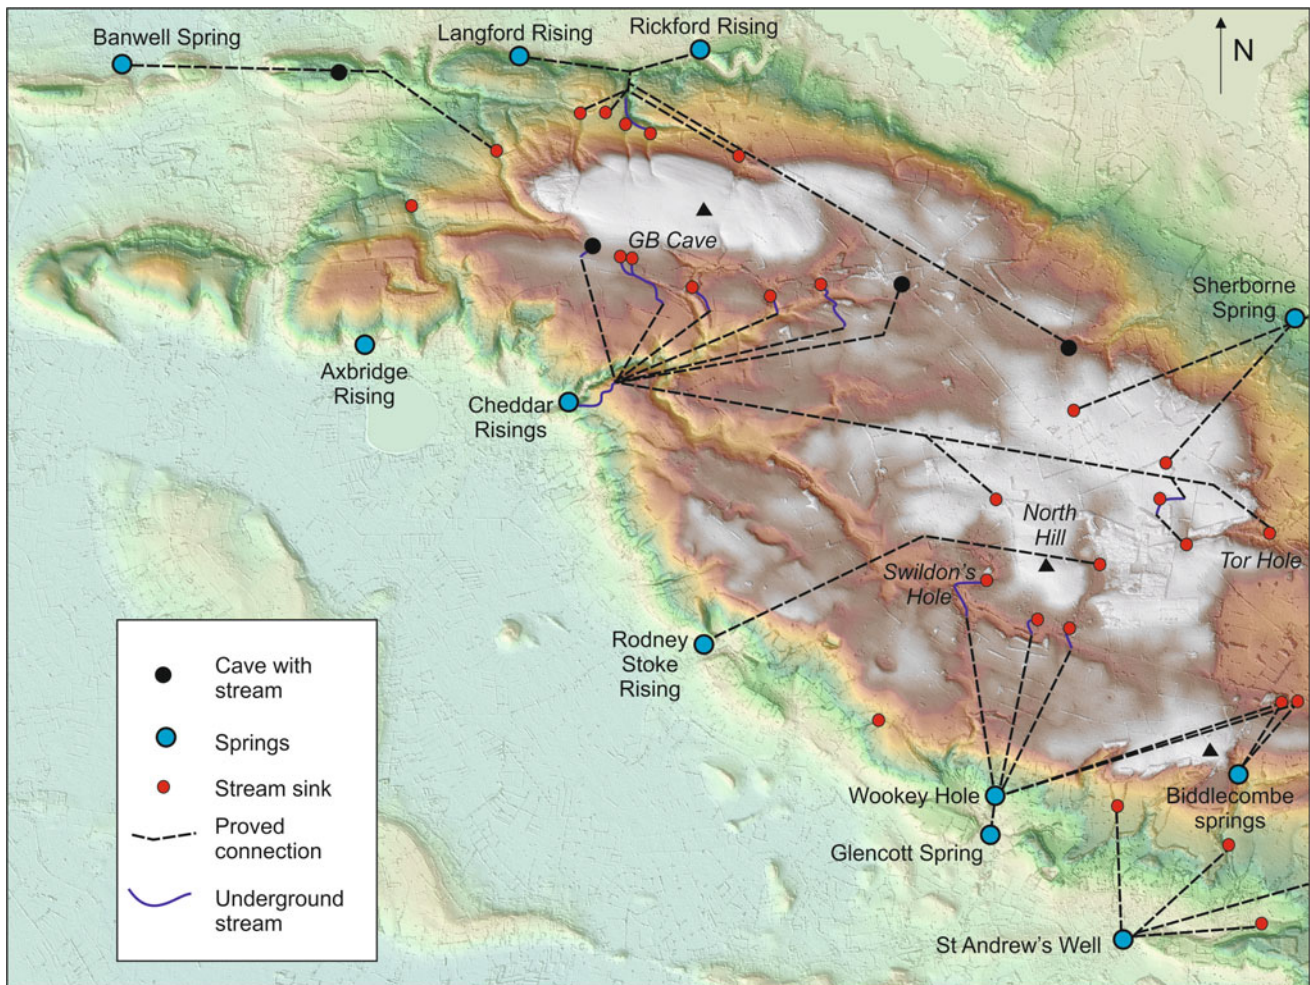 Banwell Spring
Langford Rising
Rickford Rising
N
GB Cave
Sherborne
Spring
Axbridge
Rising
Cheddar
Risings
North
Hill
Tor Hole
Swildon's
Hole
Rodney
Stoke
Rising
Wookey Hole
Biddlecombe
springs
Glencott Spring
St Andrew's Well
Cave with
stream
Springs
Stream sink
Proved
connection
Underground
stream